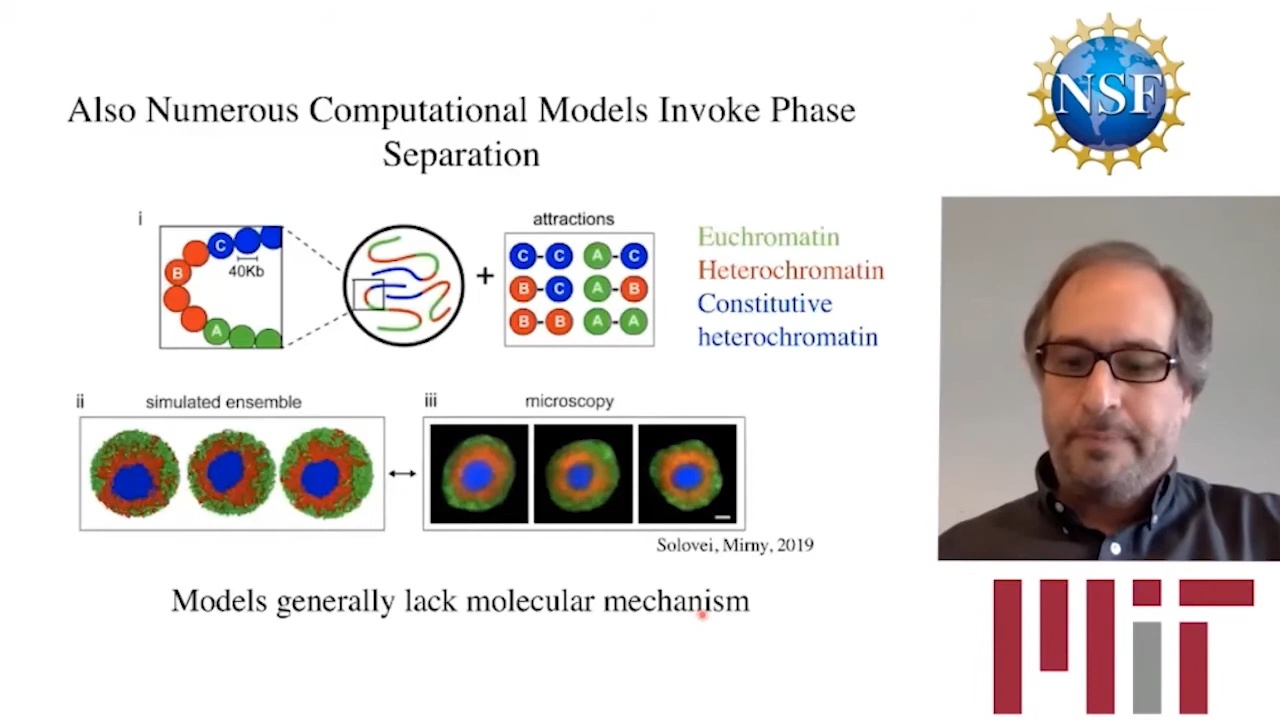 Also Numerous Computational Models Invoke Phase
Separation
NSF
i
C
B
40Kb
A
+
attractions
C-C A-C
B-C A-B
B-B A-A
Euchromatin
Heterochromatin
Constitutive
heterochromatin
ii simulated ensemble
iii microscopy
Solovei, Mirny, 2019
Models generally lack molecular mechanism
MIT